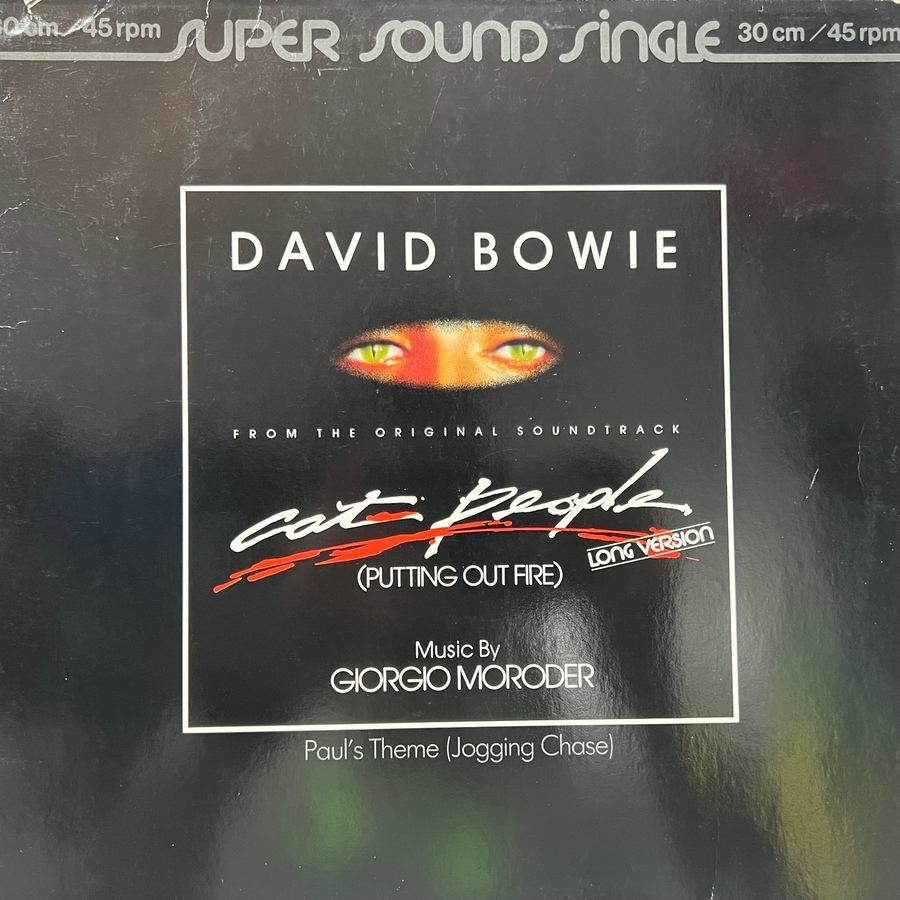 30 cm / 45 rpm SUPER SOUND SINGLE 30 cm / 45 rpm
DAVID BOWIE
FROM THE ORIGINAL SOUNDTRACK
cat people
LONG VERSION
(PUTTING OUT FIRE)
Music By
GIORGIO MORODER
Paul's Theme (Jogging Chase)